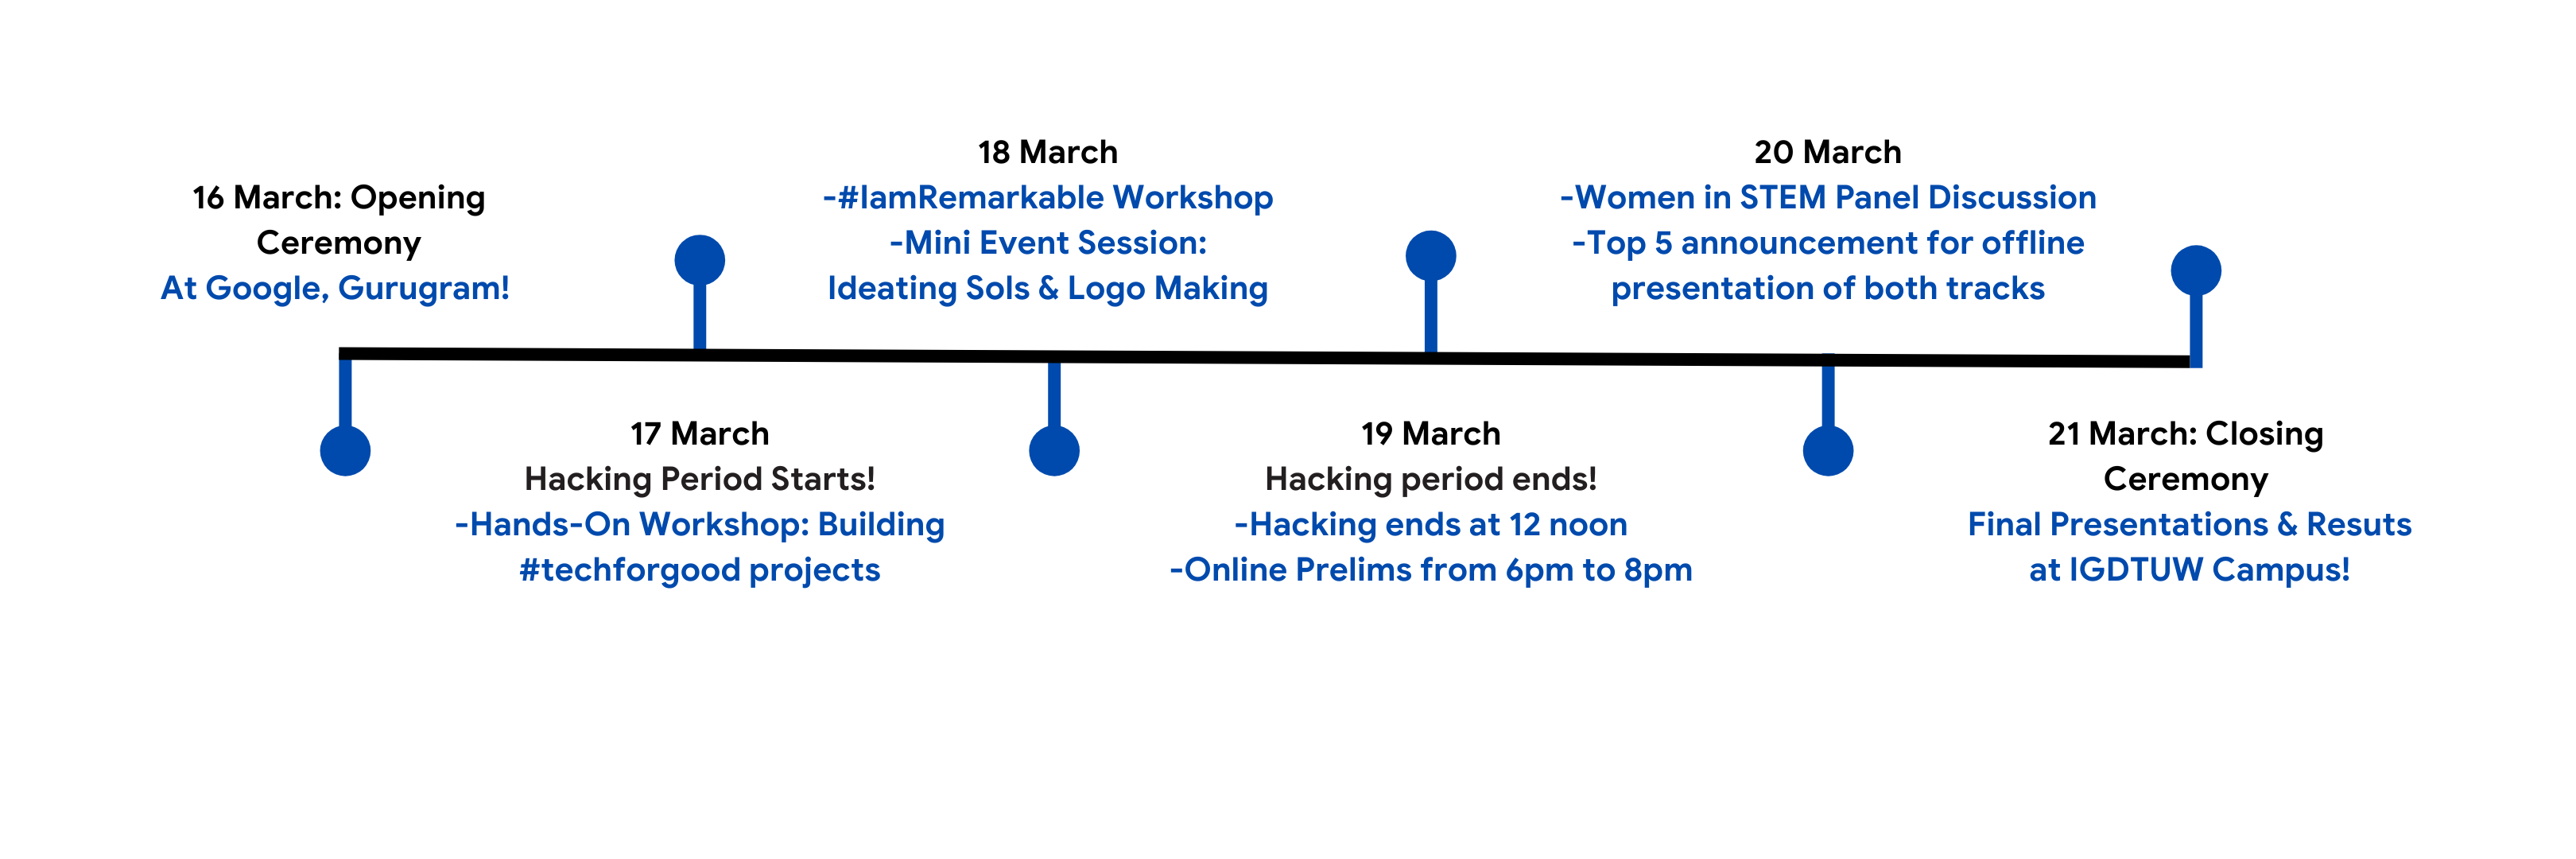 16 March: Opening
Ceremony
At Google, Gurugram!
17 March
Hacking Period Starts!
-Hands-On Workshop: Building
#techforgood projects
18 March
-#IamRemarkable Workshop
-Mini Event Session:
Ideating Sols & Logo Making
19 March
Hacking period ends!
-Hacking ends at 12 noon
-Online Prelims from 6pm to 8pm
20 March
-Women in STEM Panel Discussion
-Top 5 announcement for offline
presentation of both tracks
21 March: Closing
Ceremony
Final Presentations & Resuts
at IGDTUW Campus!